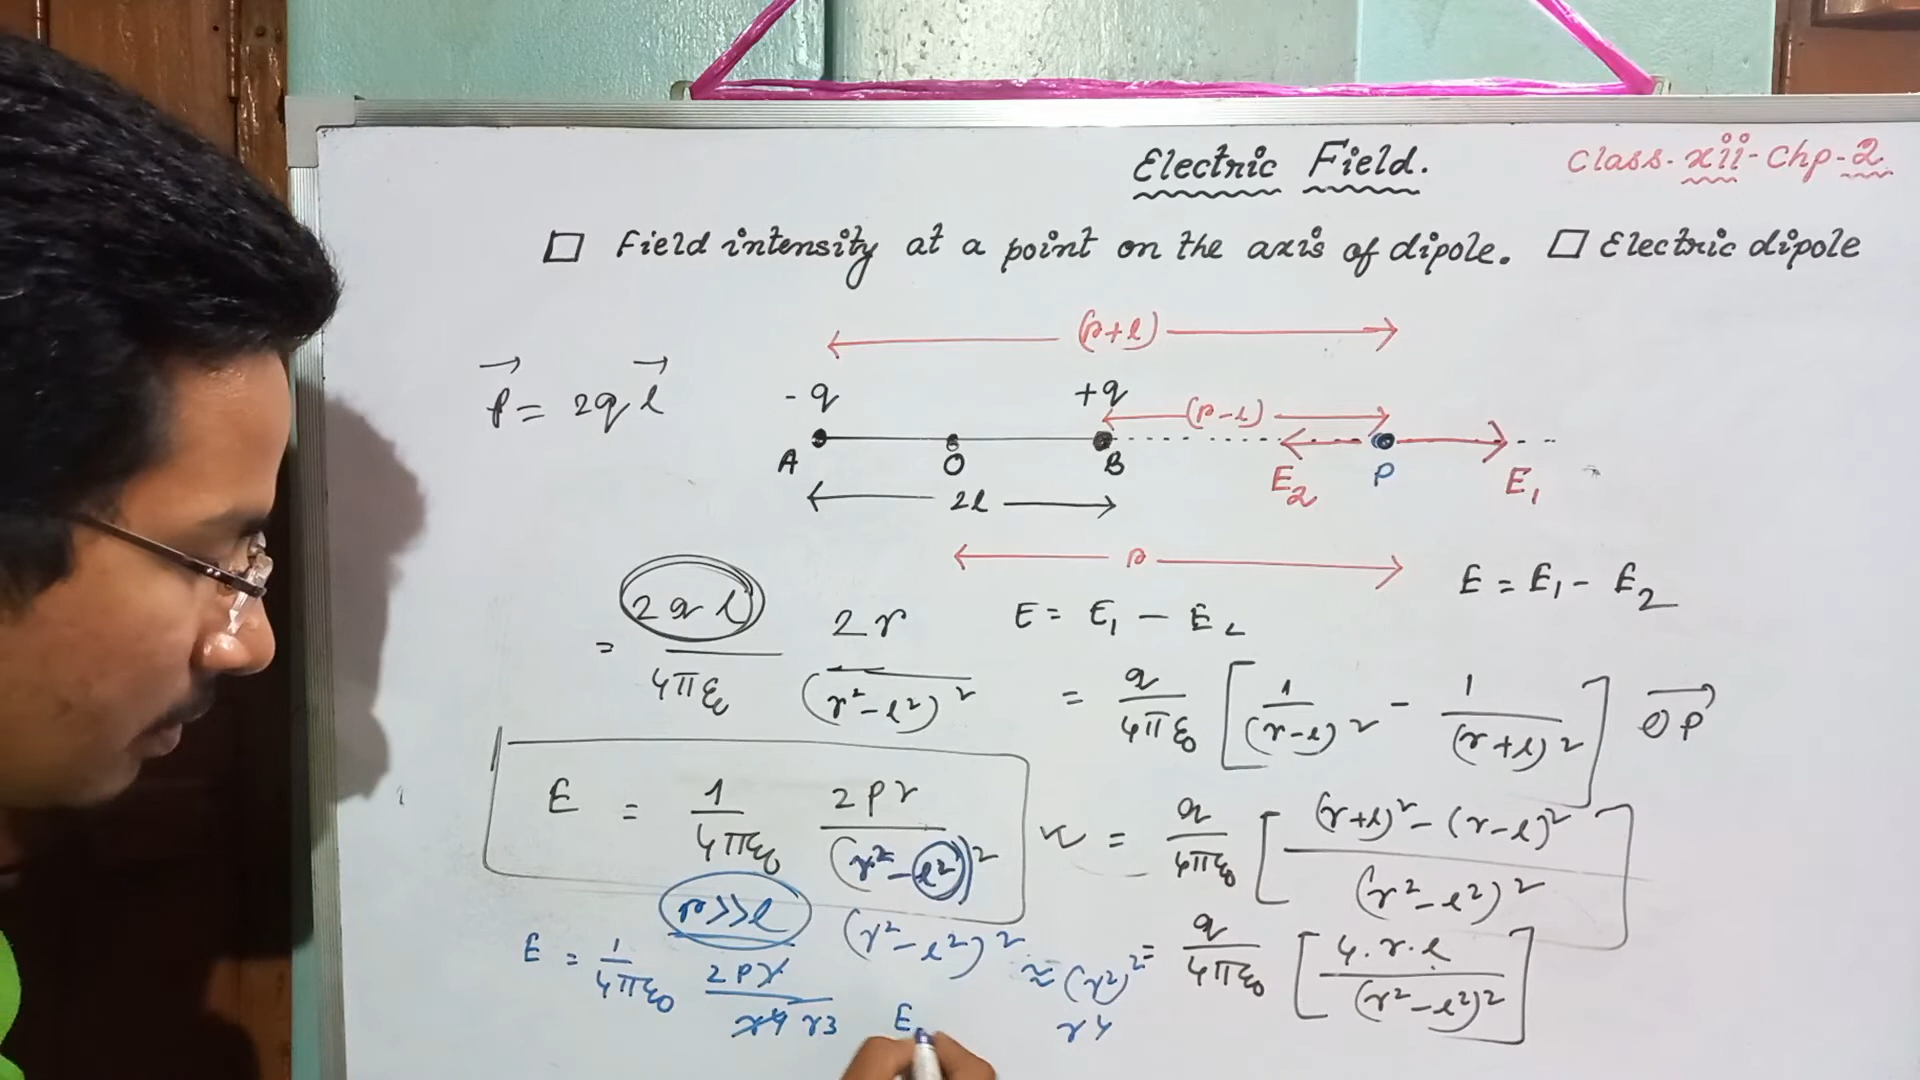 Electric Field.
Class-xii-Chp-2
□ Field intensity at a point on the axis of dipole. □ Electric dipole
(r+l)
p⃗ = 2q l⃗
-q
+q
(r-l)
A
O
B
E₂
P
E₁
2l
r
E = E₁ - E₂
= 2ql/4πε₀ 2r/(r²-l²)²
E = E₁ - E₂
= q/4πε₀ [1/(r-l)² - 1/(r+l)²] OP⃗
E = 1/4πε₀ 2pr/(r²-l²)²
= q/4πε₀ [(r+l)² - (r-l)²/(r²-l²)²]
r>>l
(r²-l²)² ≈ (r²)²
r4
= q/4πε₀ [4.r.l/(r²-l²)²]
E = 1/4πε₀ 2pr/r4 r3
E